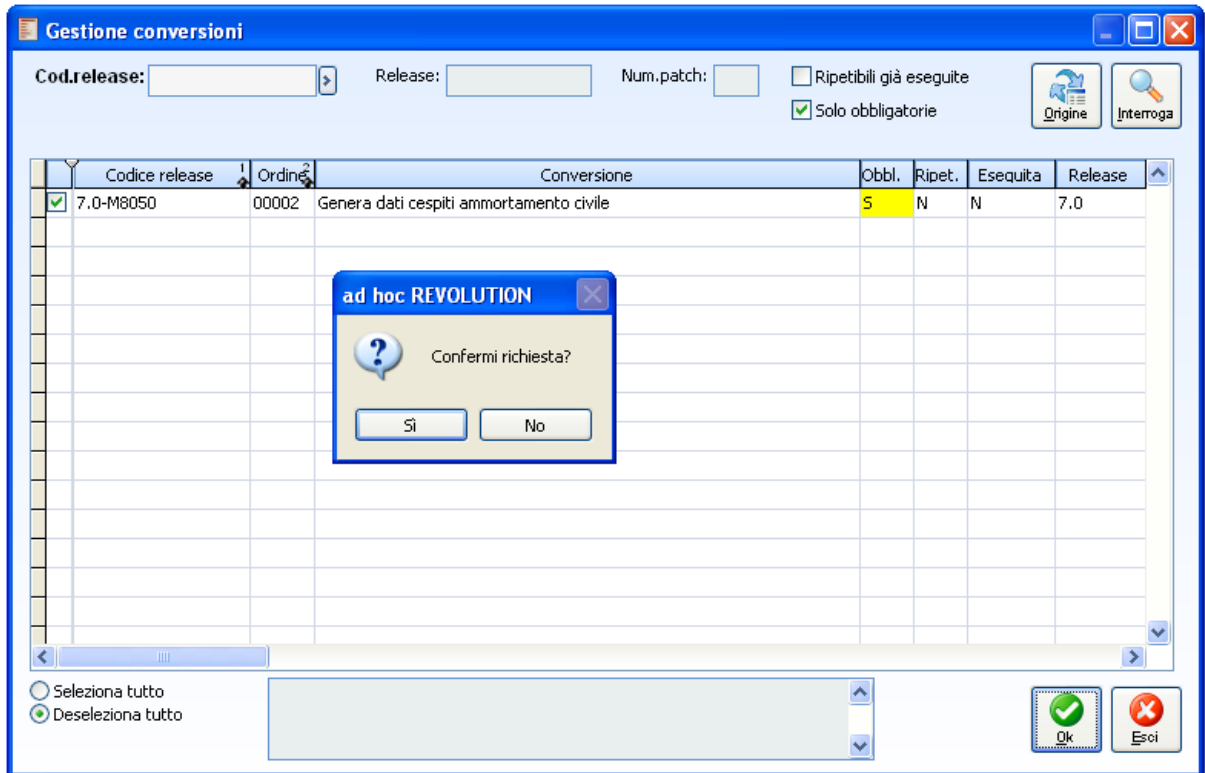 Gestione conversioni
Cod.release: Release: Num.patch: Ripetibili già eseguite
Solo obbligatorie
Origine Interroga
Codice release 1 Ordine 2 Conversione Obbl. Ripet. Eseguita Release
7.0-M8050 00002 Genera dati cespiti ammortamento civile S N N 7.0
ad hoc REVOLUTION
Confermi richiesta?
Sì No
Seleziona tutto
Deseleziona tutto
Ok Esci